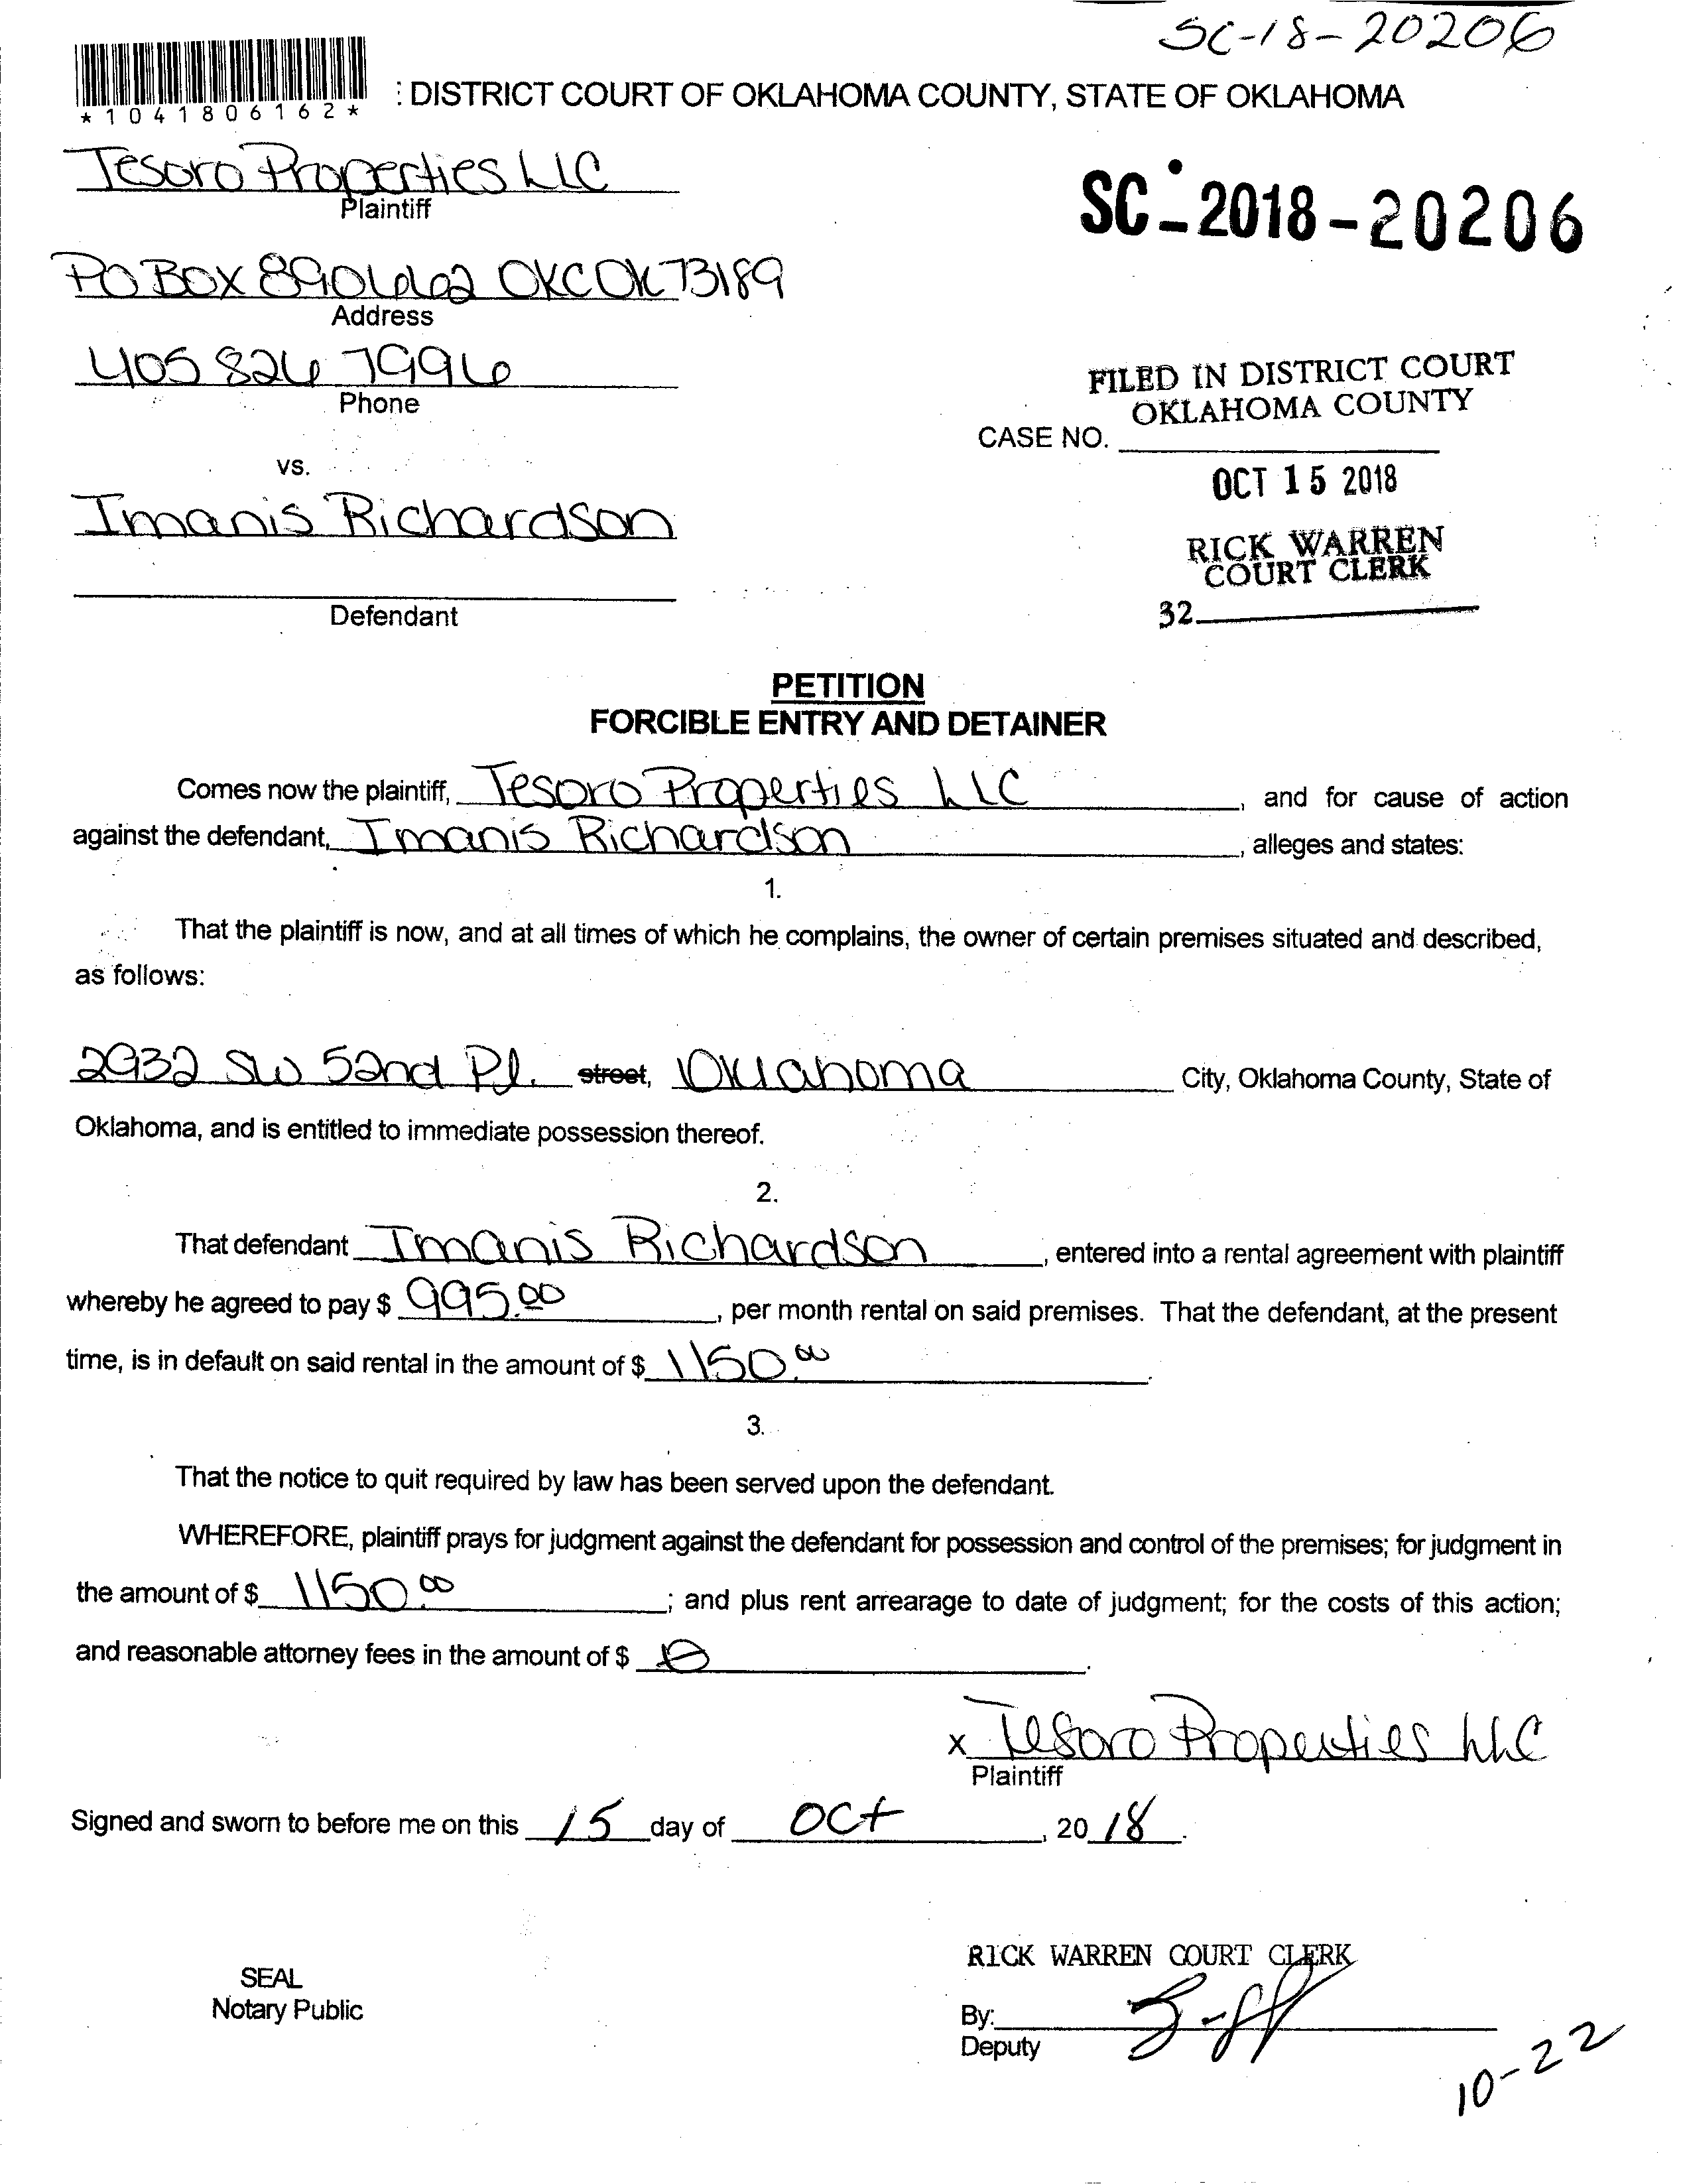 SC-18-20206
*1041806162*
: DISTRICT COURT OF OKLAHOMA COUNTY, STATE OF OKLAHOMA
Tesoro Properties LLC
Plaintiff
SC-2018-20206
PO BOX 890662 OKC OK 73189
Address
405 826 7996
Phone
FILED IN DISTRICT COURT
OKLAHOMA COUNTY
CASE NO.
vs.
OCT 15 2018
Imanis Richardson
RICK WARREN
COURT CLERK
Defendant
32
PETITION
FORCIBLE ENTRY AND DETAINER
Comes now the plaintiff, Tesoro Properties LLC, and for cause of action
against the defendant, Imanis Richardson, alleges and states:
1.
That the plaintiff is now, and at all times of which he complains, the owner of certain premises situated and described,
as follows:
2932 SW 52nd Pl. street, Oklahoma City, Oklahoma County, State of
Oklahoma, and is entitled to immediate possession thereof.
2.
That defendant Imanis Richardson, entered into a rental agreement with plaintiff
whereby he agreed to pay $ 995.00, per month rental on said premises. That the defendant, at the present
time, is in default on said rental in the amount of $ 1150.00.
3.
That the notice to quit required by law has been served upon the defendant.
WHEREFORE, plaintiff prays for judgment against the defendant for possession and control of the premises; for judgment in
the amount of $ 1150.00; and plus rent arrearage to date of judgment; for the costs of this action;
and reasonable attorney fees in the amount of $ 0.
x Tesoro Properties LLC
Plaintiff
Signed and sworn to before me on this 15 day of Oct, 20 18.
RICK WARREN COURT CLERK
SEAL
Notary Public
By:
Deputy
10-22